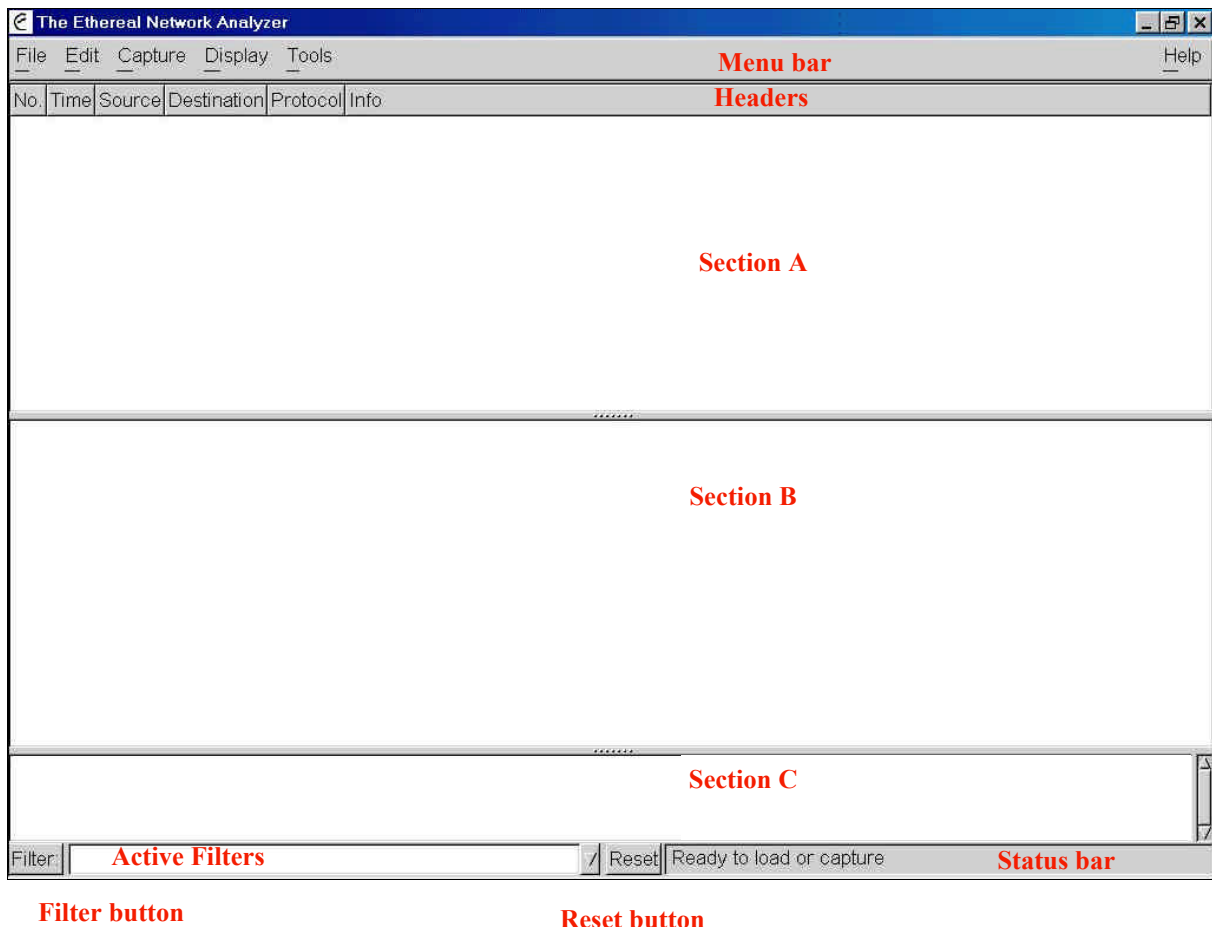 The Ethereal Network Analyzer
File Edit Capture Display Tools Menu bar Help
No. Time Source Destination Protocol Info Headers
Section A
Section B
Section C
Filter: Active Filters Reset Ready to load or capture Status bar
Filter button Reset button